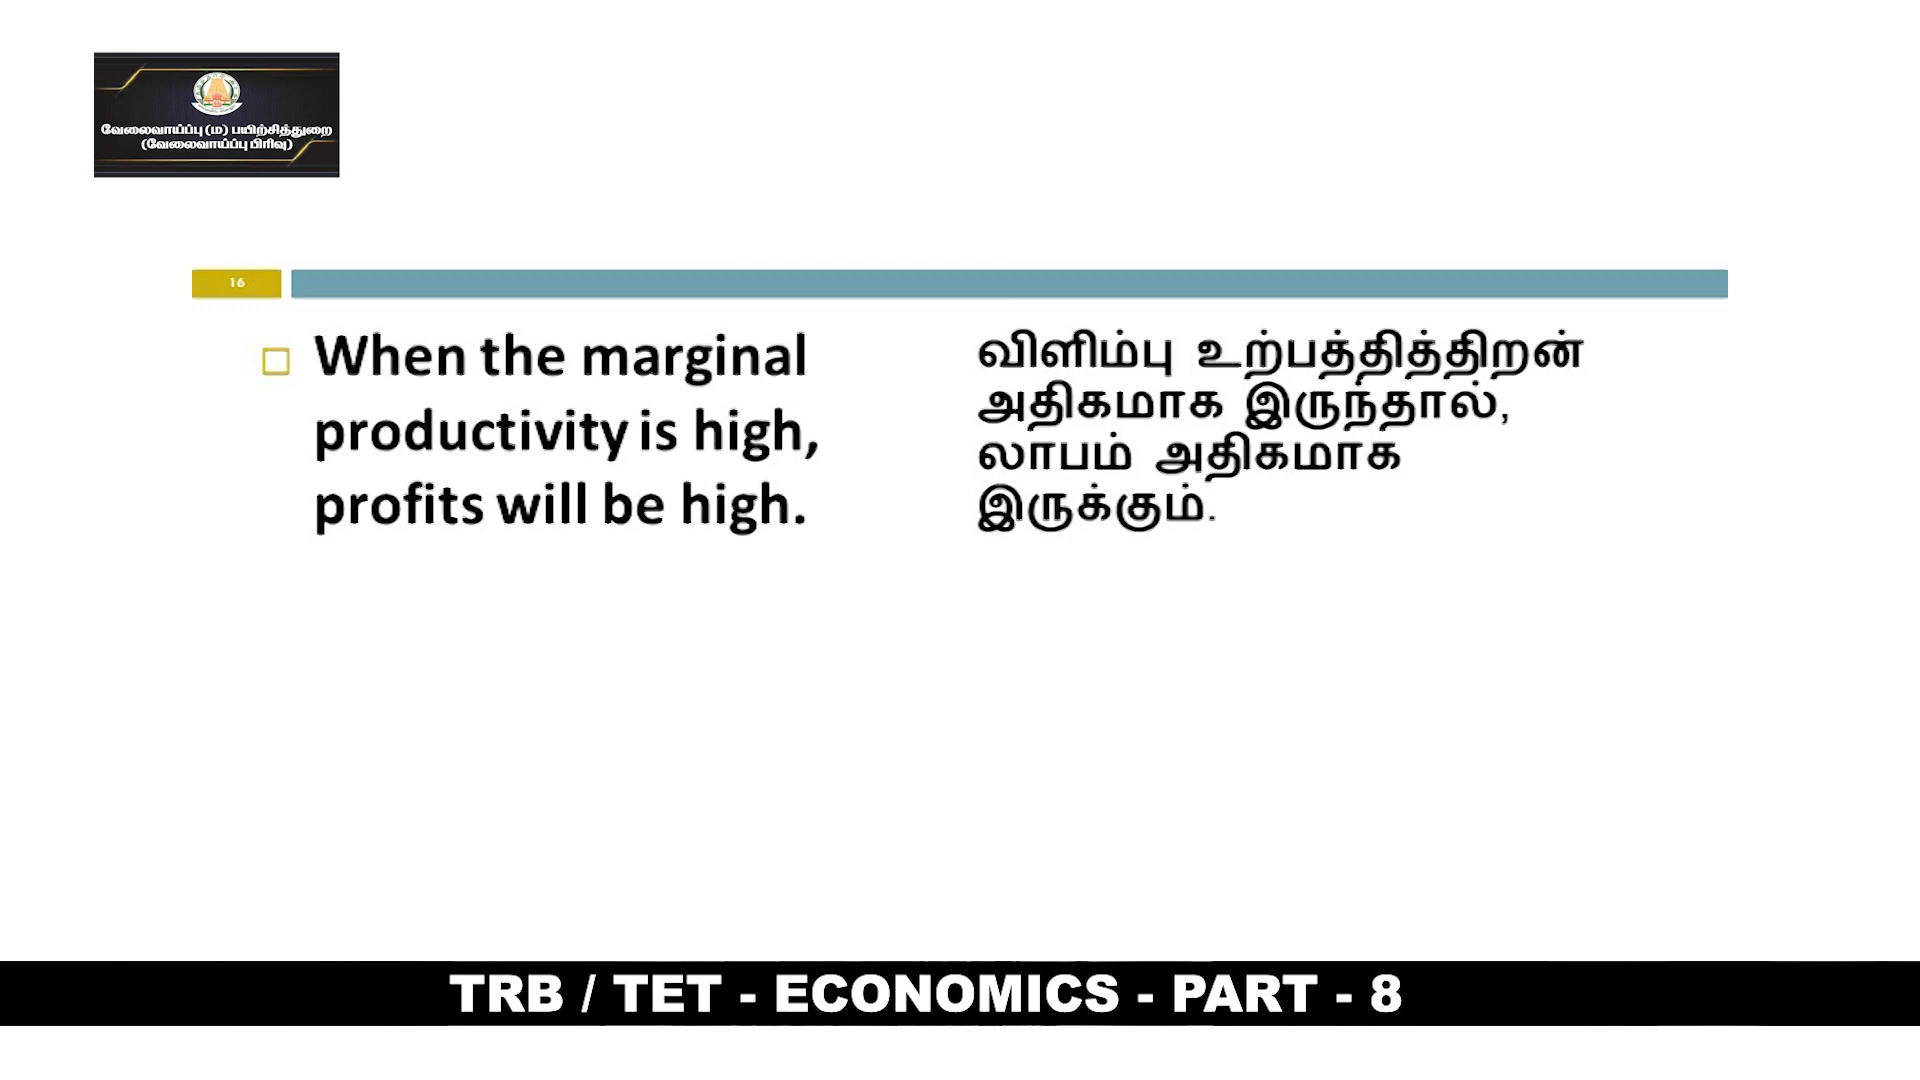 வேலைவாய்ப்பு (ம) பயிற்சித்துறை
(வேலைவாய்ப்பு பிரிவு)
16
When the marginal
productivity is high,
profits will be high.
விளிம்பு உற்பத்தித்திறன்
அதிகமாக இருந்தால்,
லாபம் அதிகமாக
இருக்கும்.
TRB / TET - ECONOMICS - PART - 8